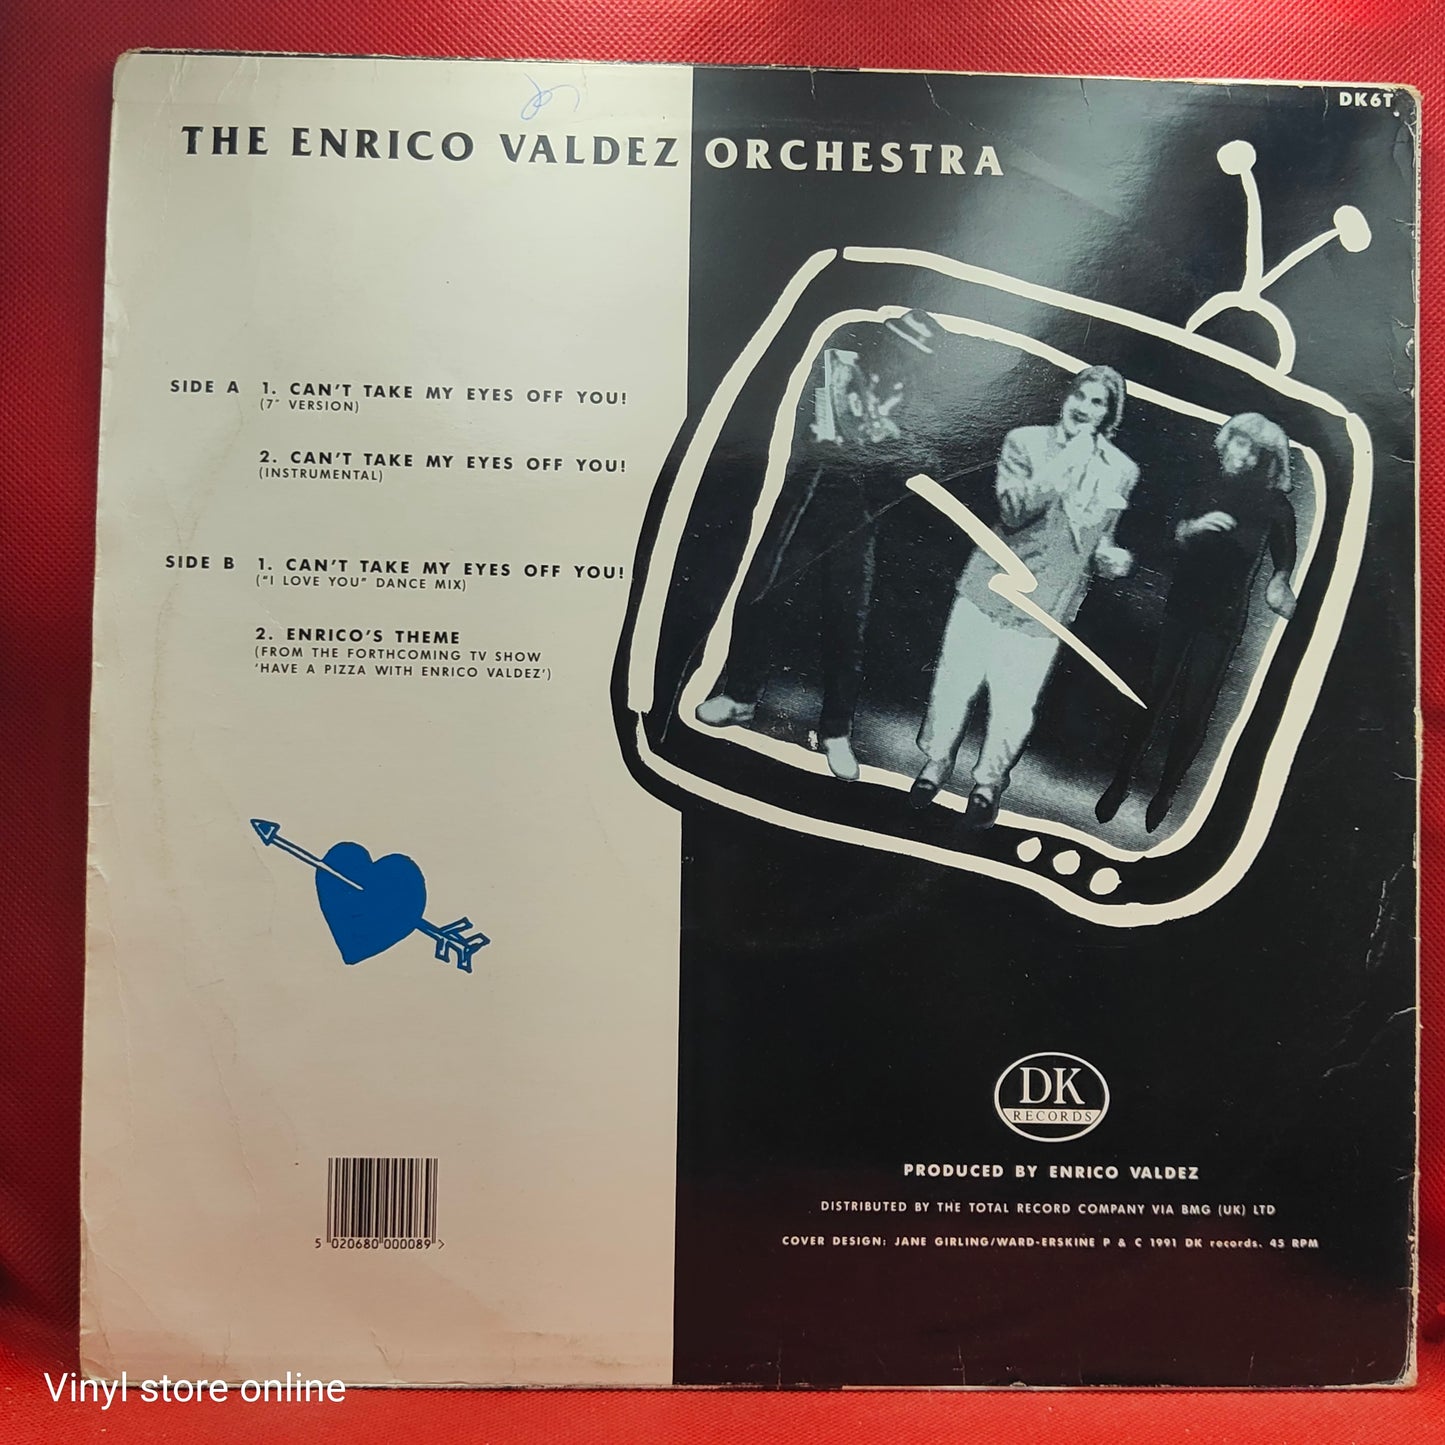 DK6T
THE ENRICO VALDEZ ORCHESTRA
SIDE A 1. CAN'T TAKE MY EYES OFF YOU!
(7" VERSION)
2. CAN'T TAKE MY EYES OFF YOU!
(INSTRUMENTAL)
SIDE B 1. CAN'T TAKE MY EYES OFF YOU!
("I LOVE YOU" DANCE MIX)
2. ENRICO'S THEME
(FROM THE FORTHCOMING TV SHOW
'HAVE A PIZZA WITH ENRICO VALDEZ')
DK
RECORDS
PRODUCED BY ENRICO VALDEZ
DISTRIBUTED BY THE TOTAL RECORD COMPANY VIA BMG (UK) LTD
COVER DESIGN: JANE GIRLING/WARD-ERSKINE P & C 1991 DK records. 45 RPM
5 020680 000089 >
Vinyl store online